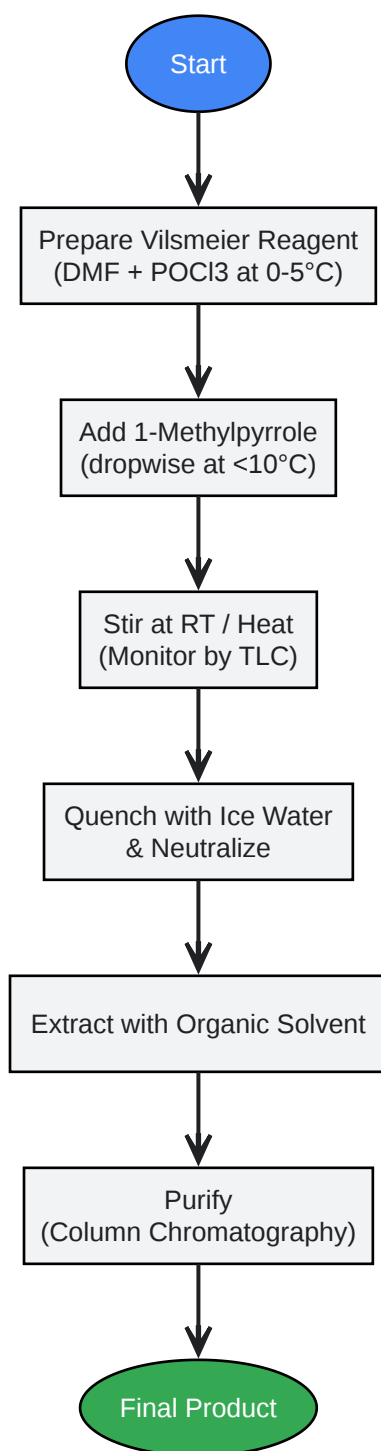 Start
Prepare Vilsmeier Reagent
(DMF + POCl3 at 0-5°C)
Add 1-Methylpyrrole
(dropwise at <10°C)
Stir at RT / Heat
(Monitor by TLC)
Quench with Ice Water
& Neutralize
Extract with Organic Solvent
Purify
(Column Chromatography)
Final Product